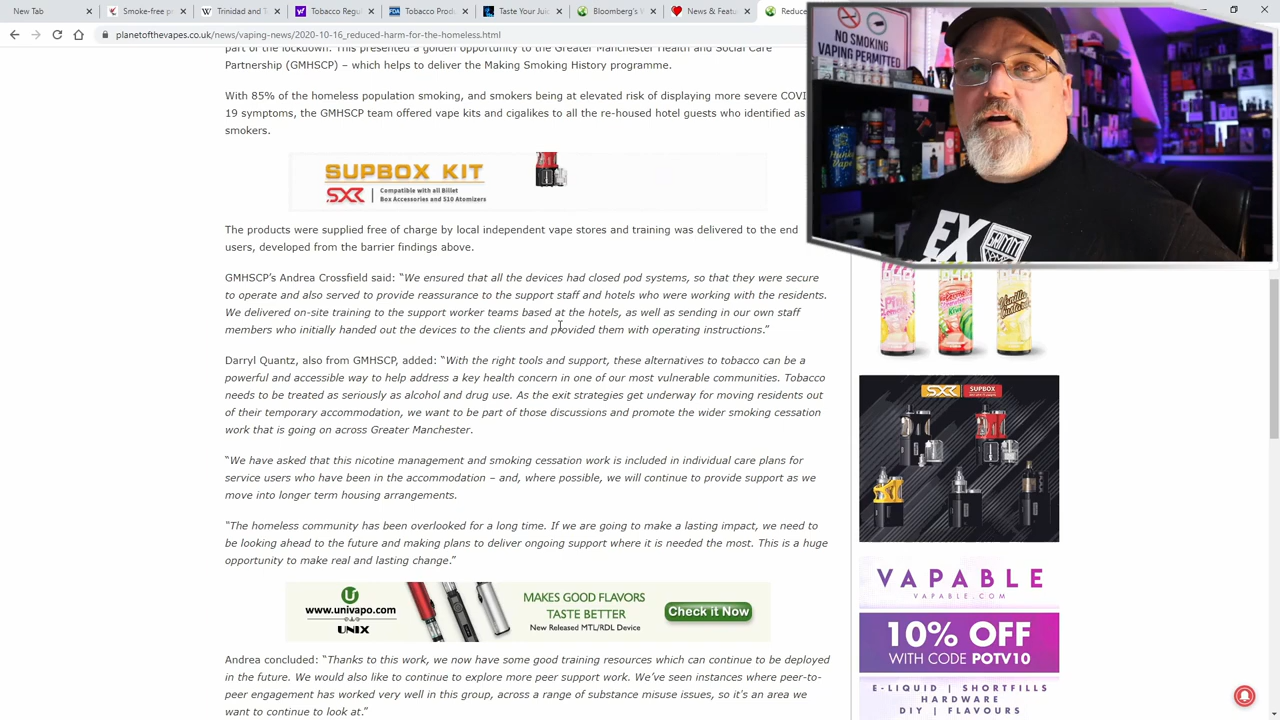 New Tab
Trinidad and T
Tobacco Regul
FDA
Tobacco Prod
Taste Your Juic
Bloomberg's V
News & Featur
Reduc
planetofthevapes.co.uk/news/vaping-news/2020-10-16_reduced-harm-for-the-homeless.html
part of the lockdown. This presented a golden opportunity to the Greater Manchester Health and Social Care
Partnership (GMHSCP) – which helps to deliver the Making Smoking History programme.
With 85% of the homeless population smoking, and smokers being at elevated risk of displaying more severe COVI
19 symptoms, the GMHSCP team offered vape kits and cigalikes to all the re-housed hotel guests who identified as
smokers.
SUPBOX KIT
SXK
Compatible with all Billet
Box Accessories and 510 Atomizers
The products were supplied free of charge by local independent vape stores and training was delivered to the end
users, developed from the barrier findings above.
GMHSCP's Andrea Crossfield said: “We ensured that all the devices had closed pod systems, so that they were secure
to operate and also served to provide reassurance to the support staff and hotels who were working with the residents.
We delivered on-site training to the support worker teams based at the hotels, as well as sending in our own staff
members who initially handed out the devices to the clients and provided them with operating instructions.”
Darryl Quantz, also from GMHSCP, added: “With the right tools and support, these alternatives to tobacco can be a
powerful and accessible way to help address a key health concern in one of our most vulnerable communities. Tobacco
needs to be treated as seriously as alcohol and drug use. As the exit strategies get underway for moving residents out
of their temporary accommodation, we want to be part of those discussions and promote the wider smoking cessation
work that is going on across Greater Manchester.
“We have asked that this nicotine management and smoking cessation work is included in individual care plans for
service users who have been in the accommodation – and, where possible, we will continue to provide support as we
move into longer term housing arrangements.
“The homeless community has been overlooked for a long time. If we are going to make a lasting impact, we need to
be looking ahead to the future and making plans to deliver ongoing support where it is needed the most. This is a huge
opportunity to make real and lasting change.”
www.univapo.com
UNIX
MAKES GOOD FLAVORS
TASTE BETTER
New Released MTL/RDL Device
Check it Now
Andrea concluded: “Thanks to this work, we now have some good training resources which can continue to be deployed
in the future. We would also like to continue to explore more peer support work. We've seen instances where peer-to-
peer engagement has worked very well in this group, across a range of substance misuse issues, so it's an area we
want to continue to look at.”
NO SMOKING
VAPING PERMITTED
EX
GRIMM
SXK
SUPBOX
VAPABLE
VAPABLE.COM
10% OFF
WITH CODE POTV10
E-LIQUID | SHORTFILLS
HARDWARE
DIY | FLAVOURS